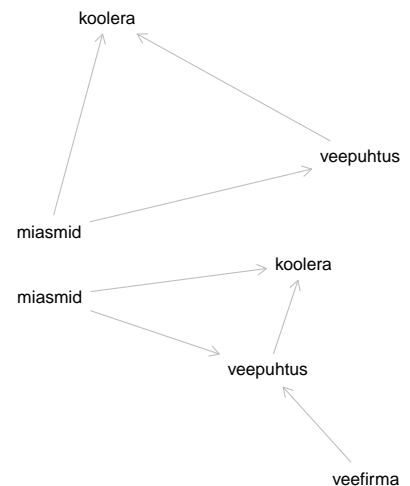 koolera
veepuhtus
miasmid
koolera
miasmid
veepuhtus
veefirma